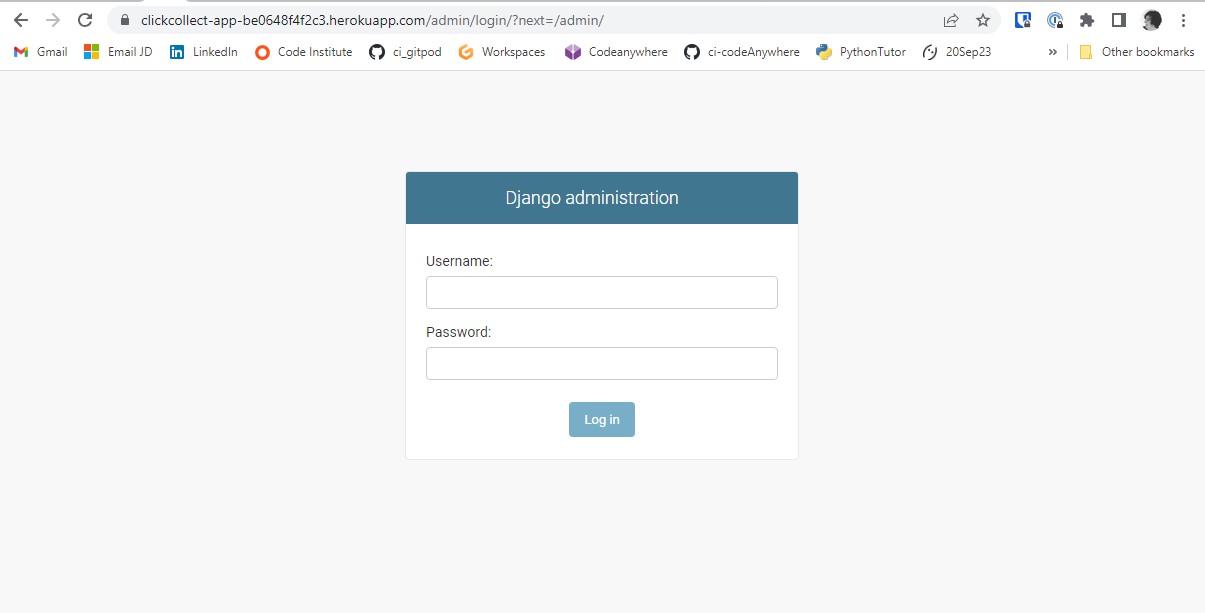 clickcollect-app-be0648f4f2c3.herokuapp.com/admin/login/?next=/admin/
Gmail Email JD LinkedIn Code Institute ci_gitpod Workspaces Codeanywhere ci-codeAnywhere PythonTutor 20Sep23 » Other bookmarks
Django administration
Username:
Password:
Log in